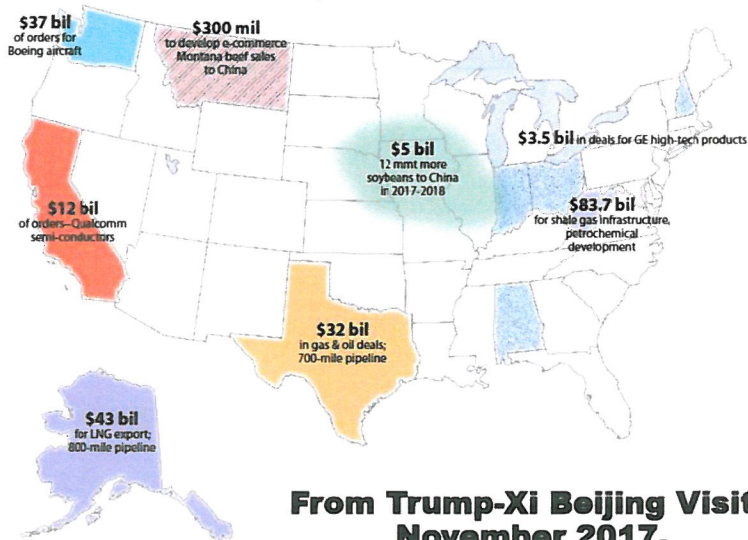 $37 bil
of orders for
Boeing aircraft
$300 mil
to develop e-commerce
Montana beef sales
to China
$5 bil
12 mmt more
soybeans to China
in 2017-2018
$3.5 bil in deals for GE high-tech products
$12 bil
of orders–Qualcomm
semi-conductors
$83.7 bil
for shale gas infrastructure,
petrochemical
development
$32 bil
in gas & oil deals;
700-mile pipeline
$43 bil
for LNG export;
800-mile pipeline
From Trump-Xi Beijing Visit
November 2017.